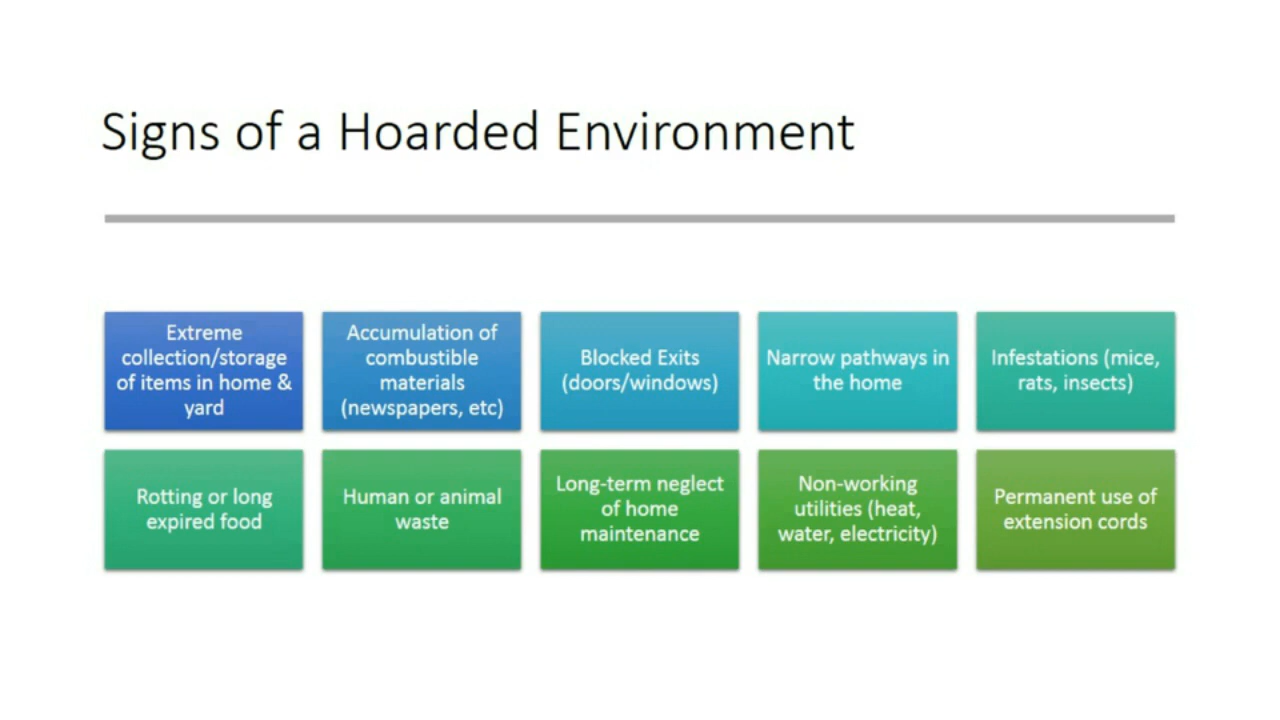 Signs of a Hoarded Environment
Extreme
collection/storage
of items in home &
yard
Accumulation of
combustible
materials
(newspapers, etc)
Blocked Exits
(doors/windows)
Narrow pathways in
the home
Infestations (mice,
rats, insects)
Rotting or long
expired food
Human or animal
waste
Long-term neglect
of home
maintenance
Non-working
utilities (heat,
water, electricity)
Permanent use of
extension cords